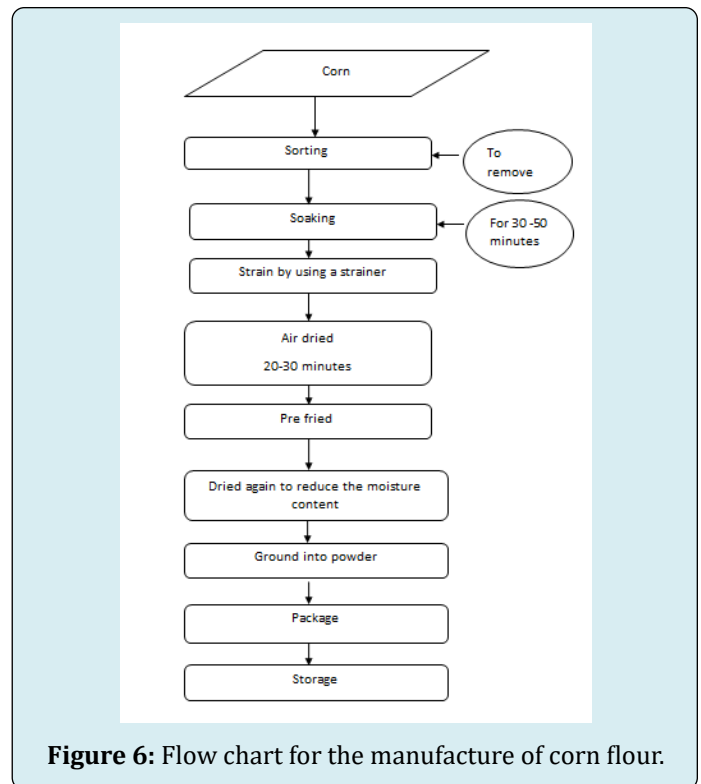 Corn
Sorting
To
remove
Soaking
For 30-50
minutes
Strain by using a strainer
Air dried
20-30 minutes
Pre fried
Dried again to reduce the moisture
content
Ground into powder
Package
Storage
Figure 6: Flow chart for the manufacture of corn flour.